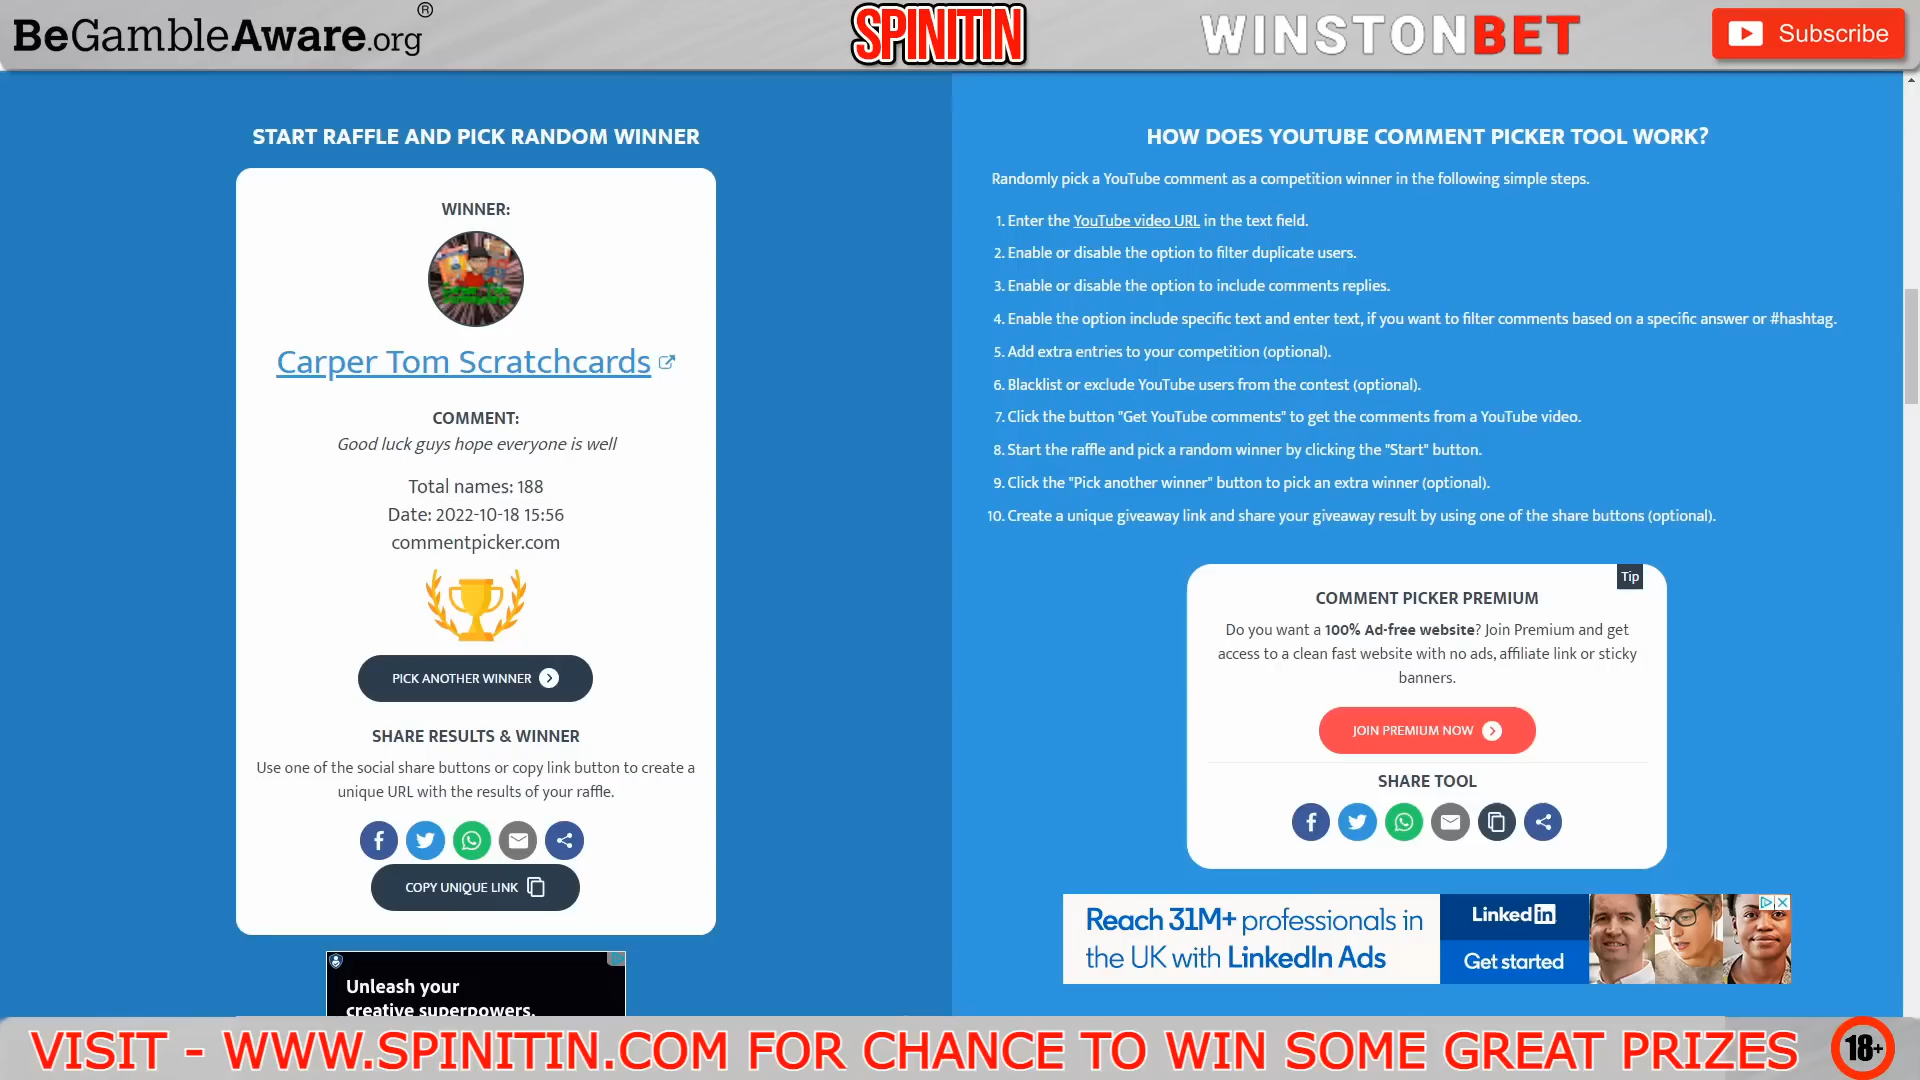 BeGambleAware.org®
SPINITIN
WINSTONBET
Subscribe
START RAFFLE AND PICK RANDOM WINNER
WINNER:
Carper Tom Scratchcards
COMMENT:
Good luck guys hope everyone is well
Total names: 188
Date: 2022-10-18 15:56
commentpicker.com
PICK ANOTHER WINNER
SHARE RESULTS & WINNER
Use one of the social share buttons or copy link button to create a
unique URL with the results of your raffle.
COPY UNIQUE LINK
Unleash your
creative superpowers.
HOW DOES YOUTUBE COMMENT PICKER TOOL WORK?
Randomly pick a YouTube comment as a competition winner in the following simple steps.
1. Enter the YouTube video URL in the text field.
2. Enable or disable the option to filter duplicate users.
3. Enable or disable the option to include comments replies.
4. Enable the option include specific text and enter text, if you want to filter comments based on a specific answer or #hashtag.
5. Add extra entries to your competition (optional).
6. Blacklist or exclude YouTube users from the contest (optional).
7. Click the button "Get YouTube comments" to get the comments from a YouTube video.
8. Start the raffle and pick a random winner by clicking the "Start" button.
9. Click the "Pick another winner" button to pick an extra winner (optional).
10. Create a unique giveaway link and share your giveaway result by using one of the share buttons (optional).
Tip
COMMENT PICKER PREMIUM
Do you want a 100% Ad-free website? Join Premium and get
access to a clean fast website with no ads, affiliate link or sticky
banners.
JOIN PREMIUM NOW
SHARE TOOL
Reach 31M+ professionals in
the UK with LinkedIn Ads
LinkedIn
Get started
VISIT - WWW.SPINITIN.COM FOR CHANCE TO WIN SOME GREAT PRIZES
18+